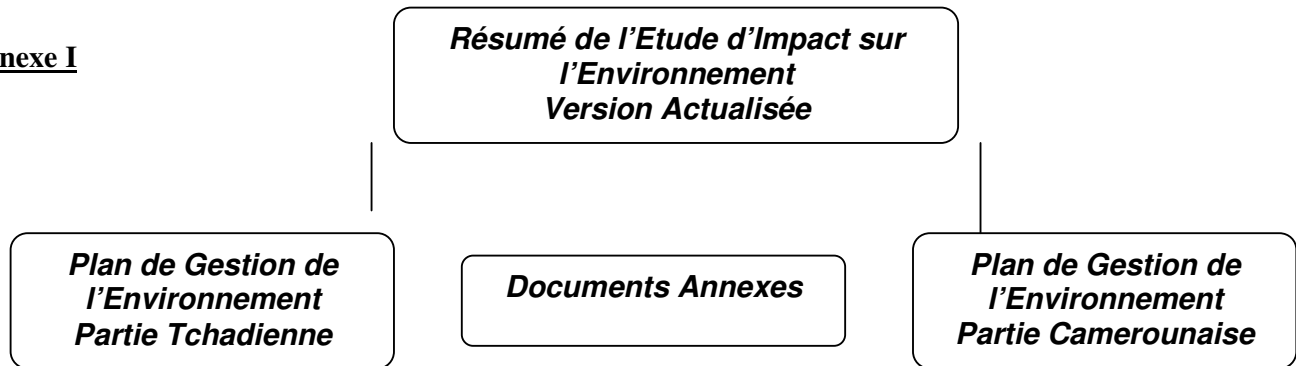 nexe I
Résumé de l'Etude d'Impact sur
l'Environnement
Version Actualisée
Plan de Gestion de
l'Environnement
Partie Tchadienne
Documents Annexes
Plan de Gestion de
l'Environnement
Partie Camerounaise